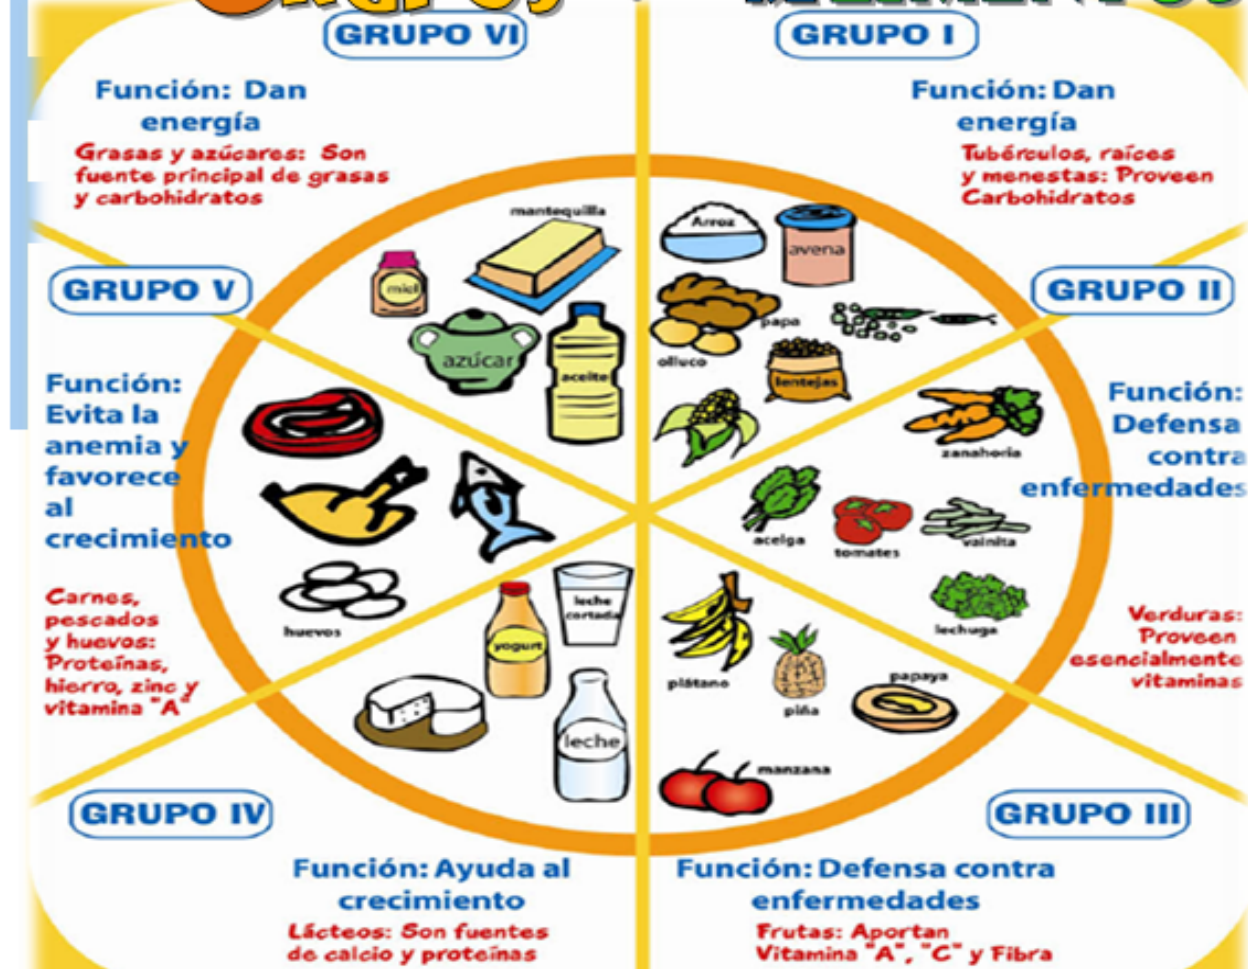 GRUPO VI
Función: Dan
energía
Grasas y azúcares: Son
fuente principal de grasas
y carbohidratos
GRUPO I
Función: Dan
energía
Tubérculos, raíces
y menestas: Proveen
Carbohidratos
mantequilla
miel
azúcar
aceite
Arroz
avena
papa
olluco
lentejas
GRUPO V
Función:
Evita la
anemia y
favorece
al
crecimiento
Carnes,
pescados
y huevos:
Proteínas,
hierro, zinc y
vitamina "A"
huevos
GRUPO II
Función:
Defensa
contra
enfermedades
Verduras:
Proveen
esencialmente
vitaminas
zanahoria
acelga
tomates
vainita
lechuga
leche
cortada
yogurt
leche
plátano
piña
papaya
manzana
GRUPO IV
Función: Ayuda al
crecimiento
Lácteos: Son fuentes
de calcio y proteínas
GRUPO III
Función: Defensa contra
enfermedades
Frutas: Aportan
Vitamina "A", "C" y Fibra